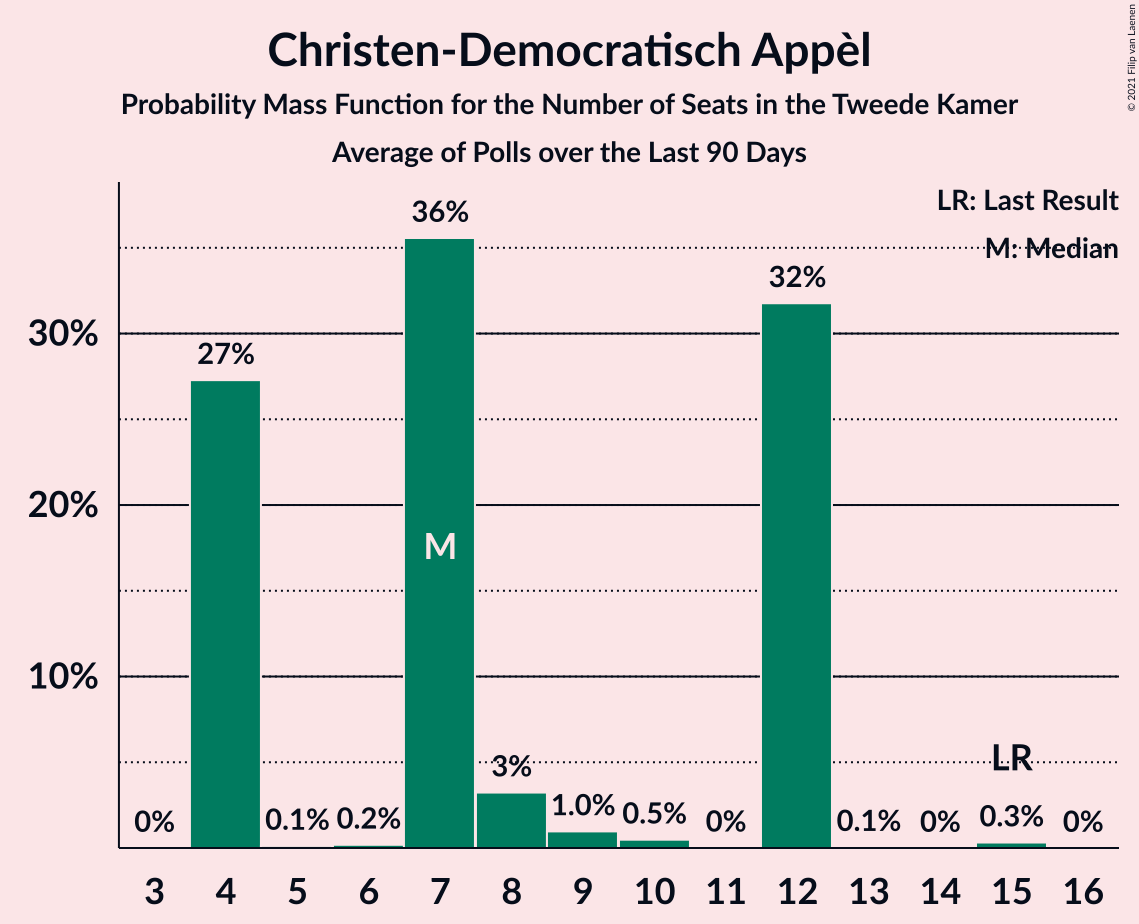 Christen-Democratisch Appèl
Probability Mass Function for the Number of Seats in the Tweede Kamer
Average of Polls over the Last 90 Days
© 2021 Filip van Laenen
LR: Last Result
M: Median
36%
32%
30%
27%
20%
M
10%
LR
3%
0% 0.1% 0.2% 1.0% 0.5% 0% 0.1% 0% 0.3% 0%
3 4 5 6 7 8 9 10 11 12 13 14 15 16